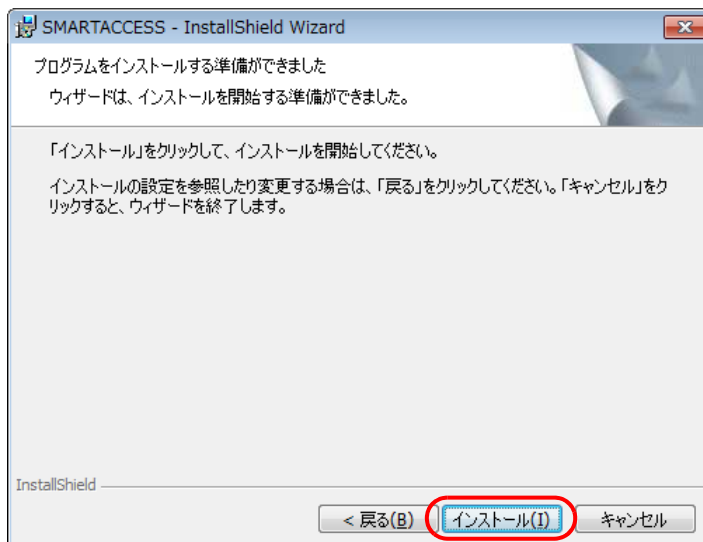 SMARTACCESS - InstallShield Wizard
プログラムをインストールする準備ができました
ウィザードは、インストールを開始する準備ができました。
「インストール」をクリックして、インストールを開始してください。
インストールの設定を参照したり変更する場合は、「戻る」をクリックしてください。「キャンセル」をク
リックすると、ウィザードを終了します。
InstallShield
< 戻る(B)
インストール(I)
キャンセル